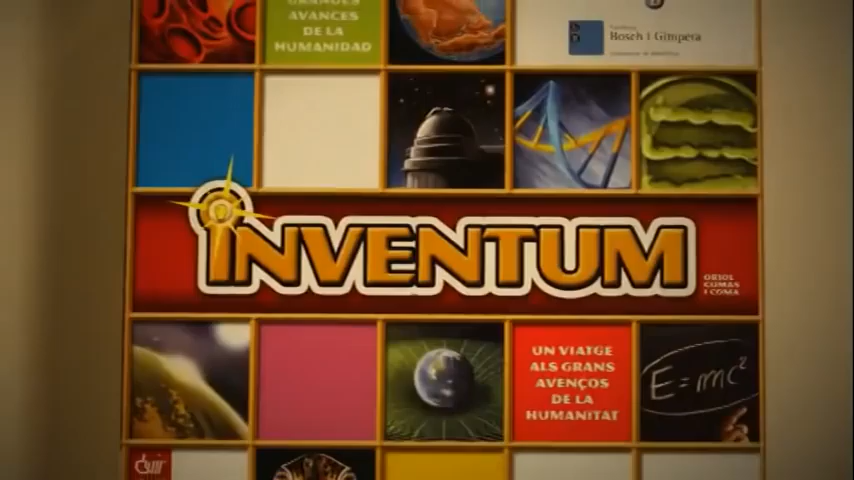 GRANDES
AVANCES
DE LA
HUMANIDAD
Fundació
Bosch i Gimpera
INVENTUM
ORIOL
COMAS
I COMA
UN VIATGE
ALS GRANS
AVENÇOS
DE LA
HUMANITAT
E=mc²